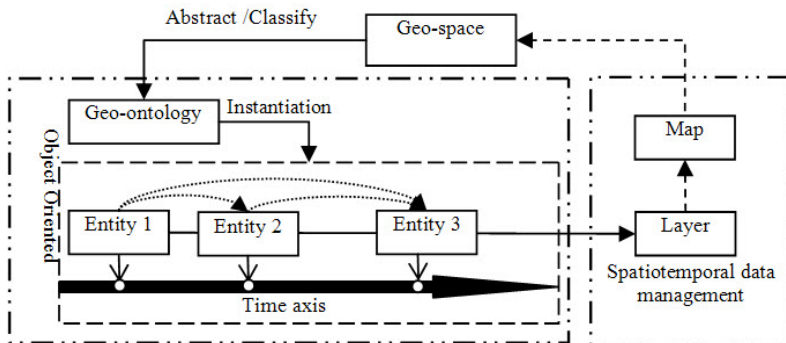 Abstract /Classify
Geo-space
Geo-ontology
Instantiation
Object Oriented
Entity 1
Entity 2
Entity 3
Time axis
Map
Layer
Spatiotemporal data
management